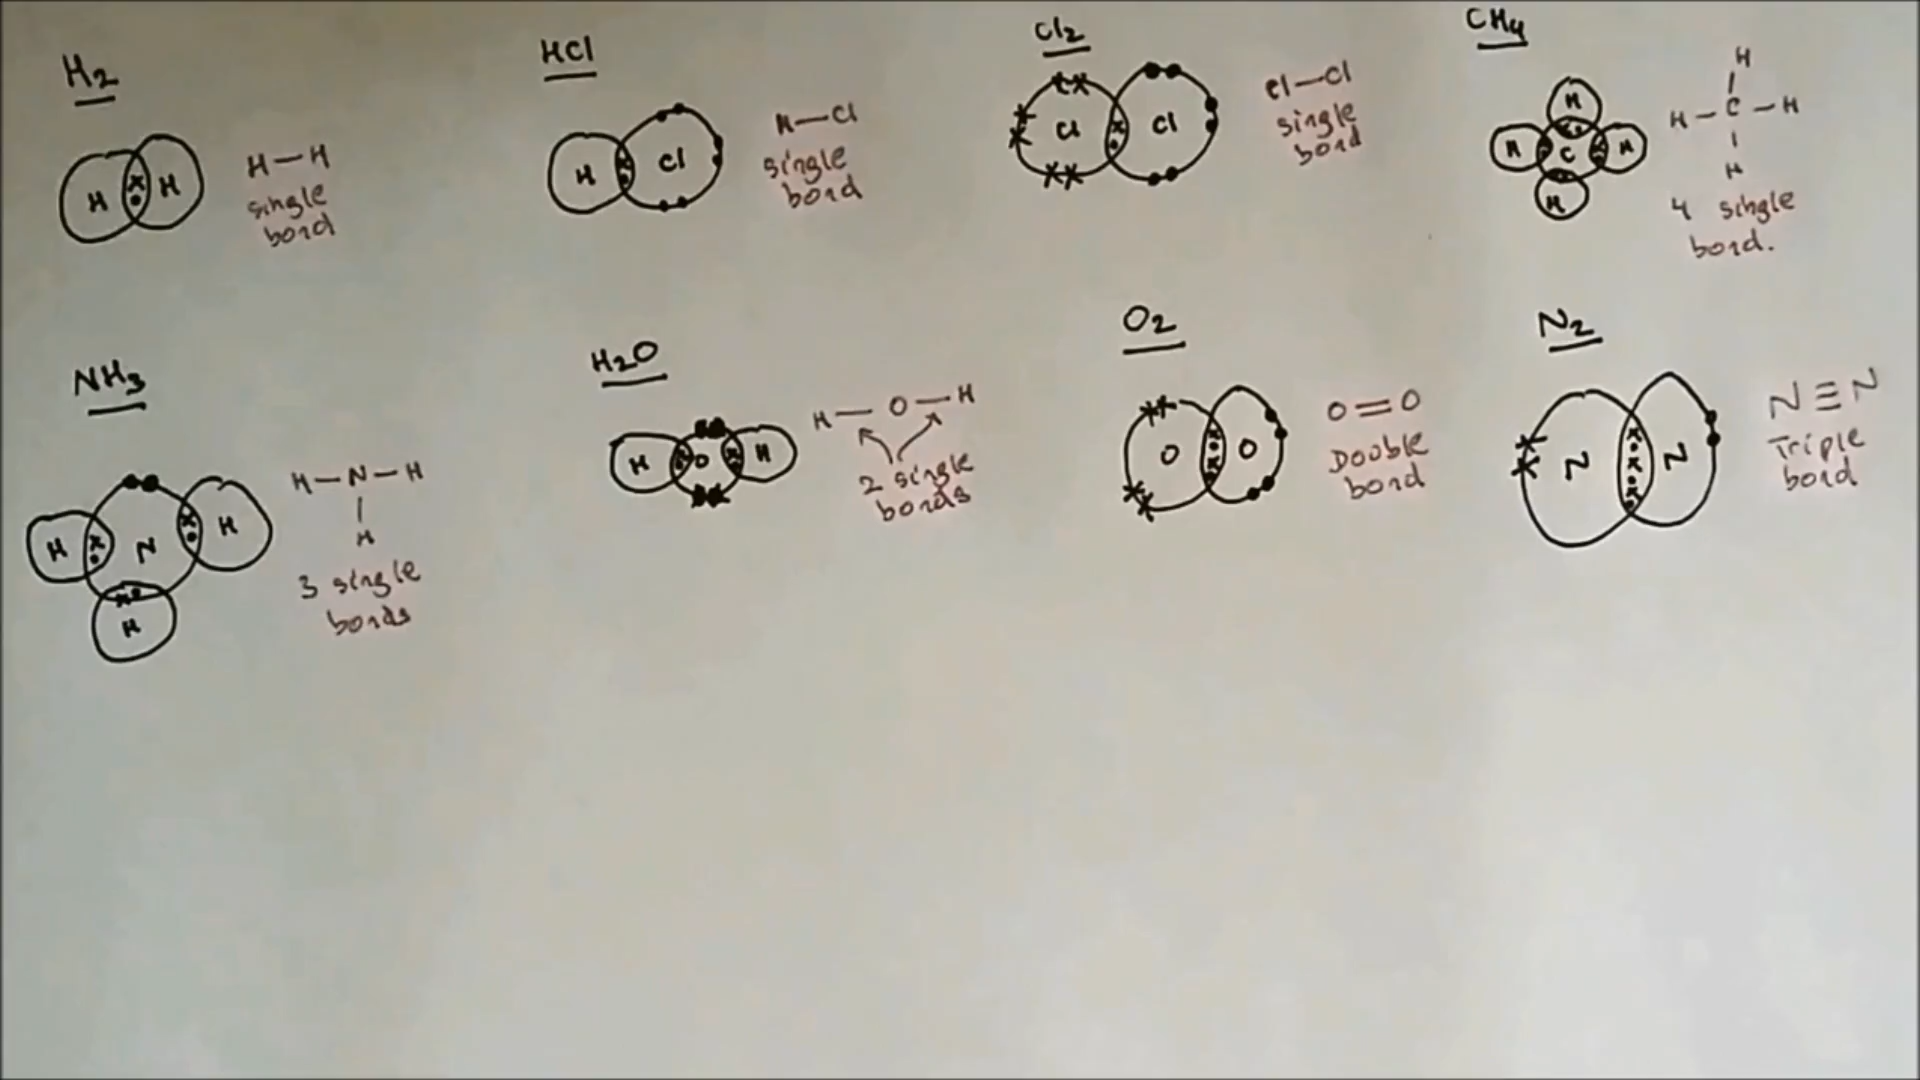 H2
H H
H—H
single
bond
HCl
H Cl
H—Cl
single
bond
Cl2
Cl Cl
Cl—Cl
single
bond
CH4
H
H C H
H
H
H—C—H
H
4 single
bond.
NH3
H N H
H
H—N—H
H
3 single
bonds
H2O
H O H
H—O—H
2 single
bonds
O2
O O
O=O
Double
bond
N2
N N
N≡N
Triple
bond